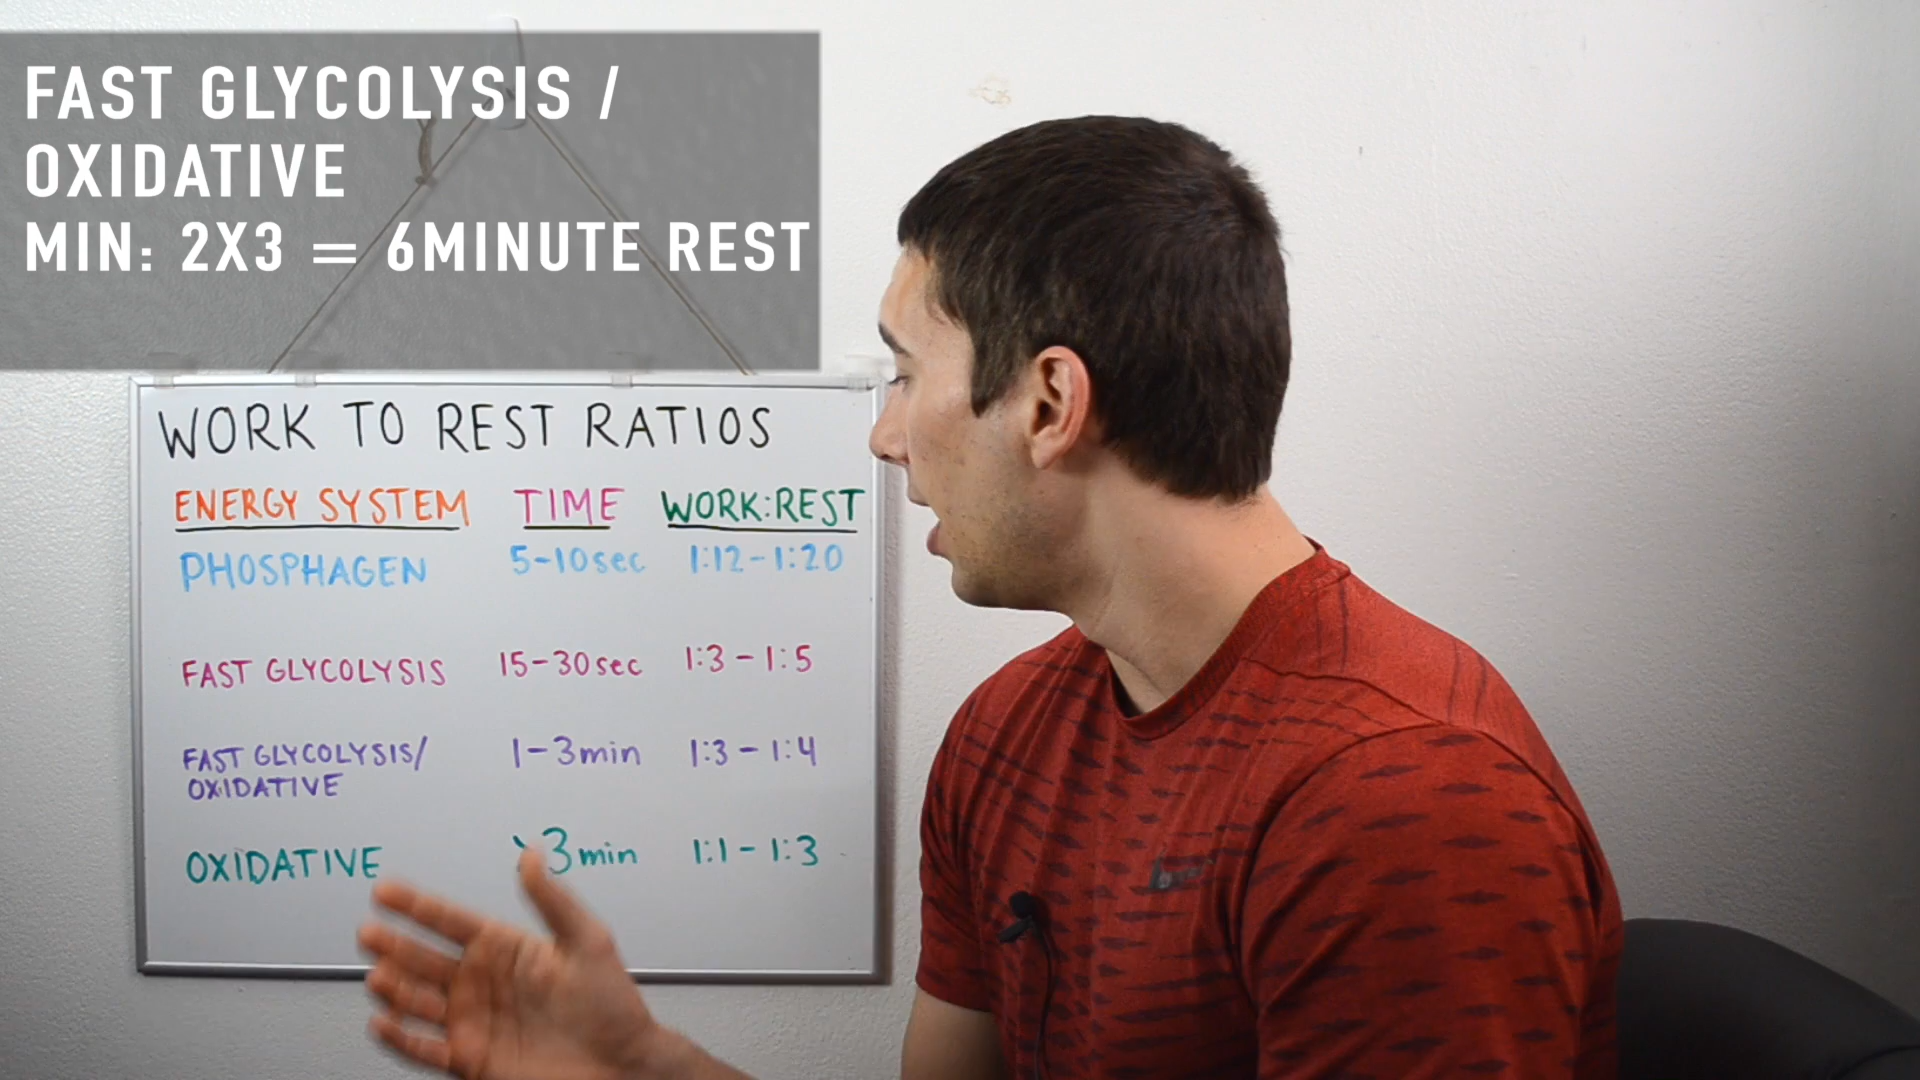 FAST GLYCOLYSIS /
OXIDATIVE
MIN: 2X3 = 6MINUTE REST
WORK TO REST RATIOS
ENERGY SYSTEM TIME WORK:REST
PHOSPHAGEN 5-10sec 1:12-1:20
FAST GLYCOLYSIS 15-30sec 1:3-1:5
FAST GLYCOLYSIS/ 1-3min 1:3-1:4
OXIDATIVE
OXIDATIVE >3min 1:1-1:3